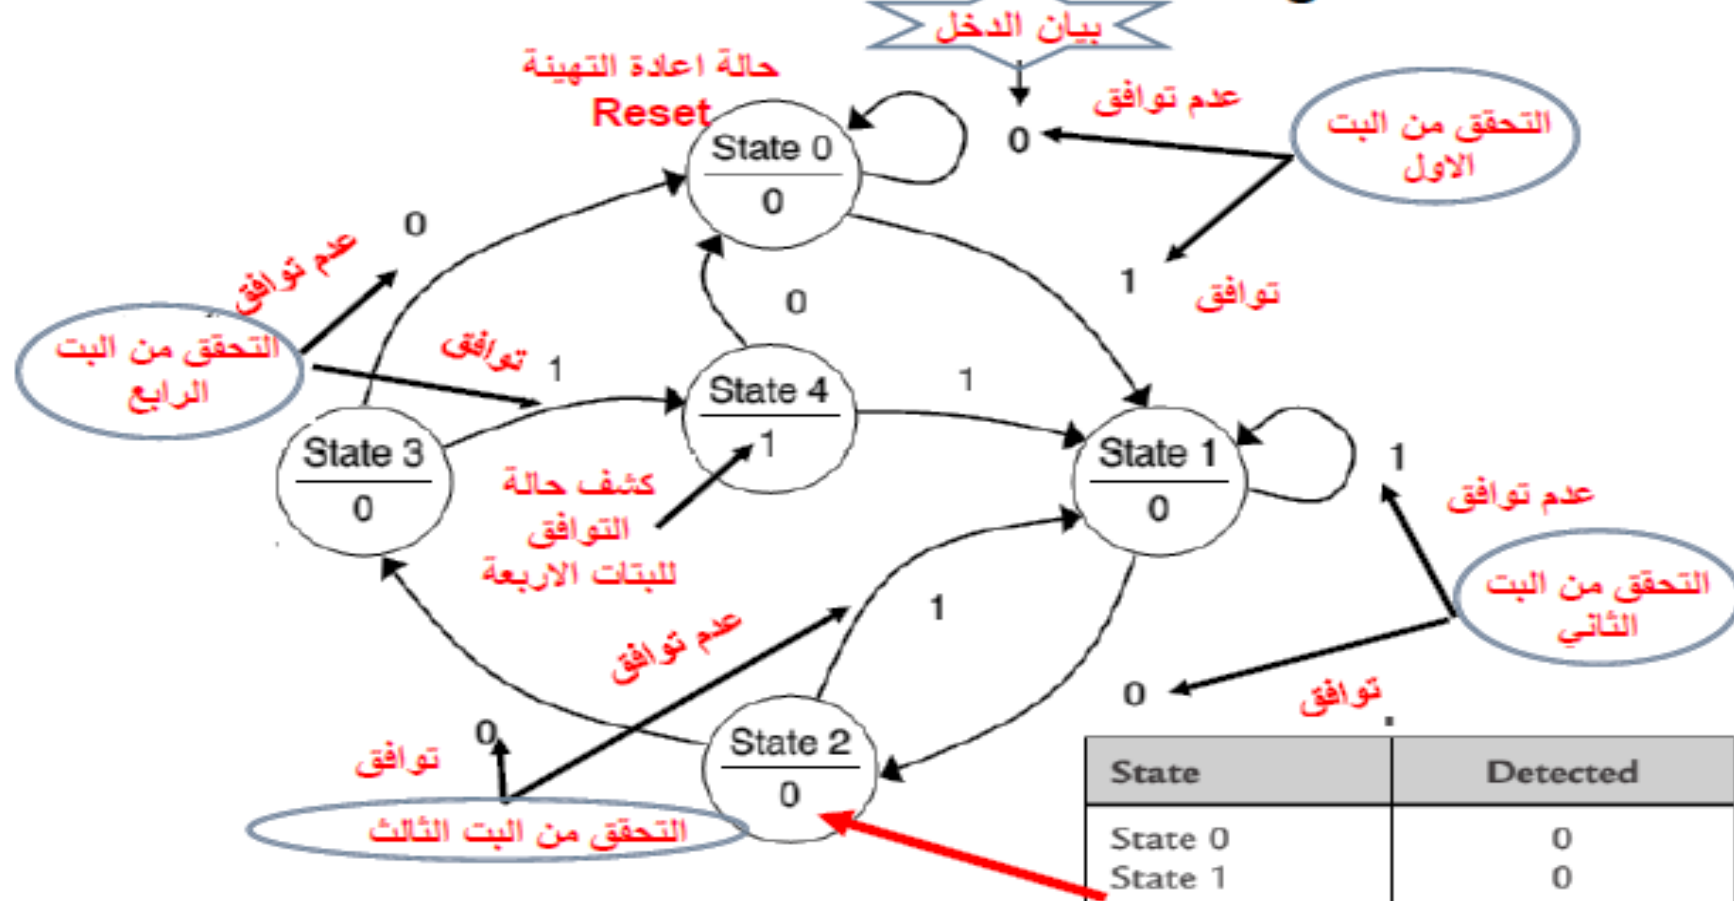 بيان الدخل
حالة اعادة التهيئة
Reset
State 0
0
0
عدم توافق
التحقق من البت
الاول
1
توافق
0
عدم توافق
التحقق من البت
الرابع
توافق
1
0
State 4
1
1
State 3
0
كشف حالة
التوافق
للبتات الاربعة
State 1
0
1
عدم توافق
التحقق من البت
الثاني
0
توافق
1
عدم توافق
0
توافق
التحقق من البت الثالث
State 2
0
State Detected
State 0 0
State 1 0